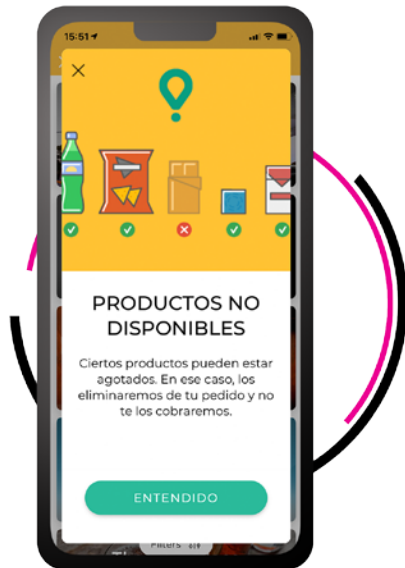 15:51
PRODUCTOS NO
DISPONIBLES
Ciertos productos pueden estar
agotados. En ese caso, los
eliminaremos de tu pedido y no
te los cobraremos.
ENTENDIDO